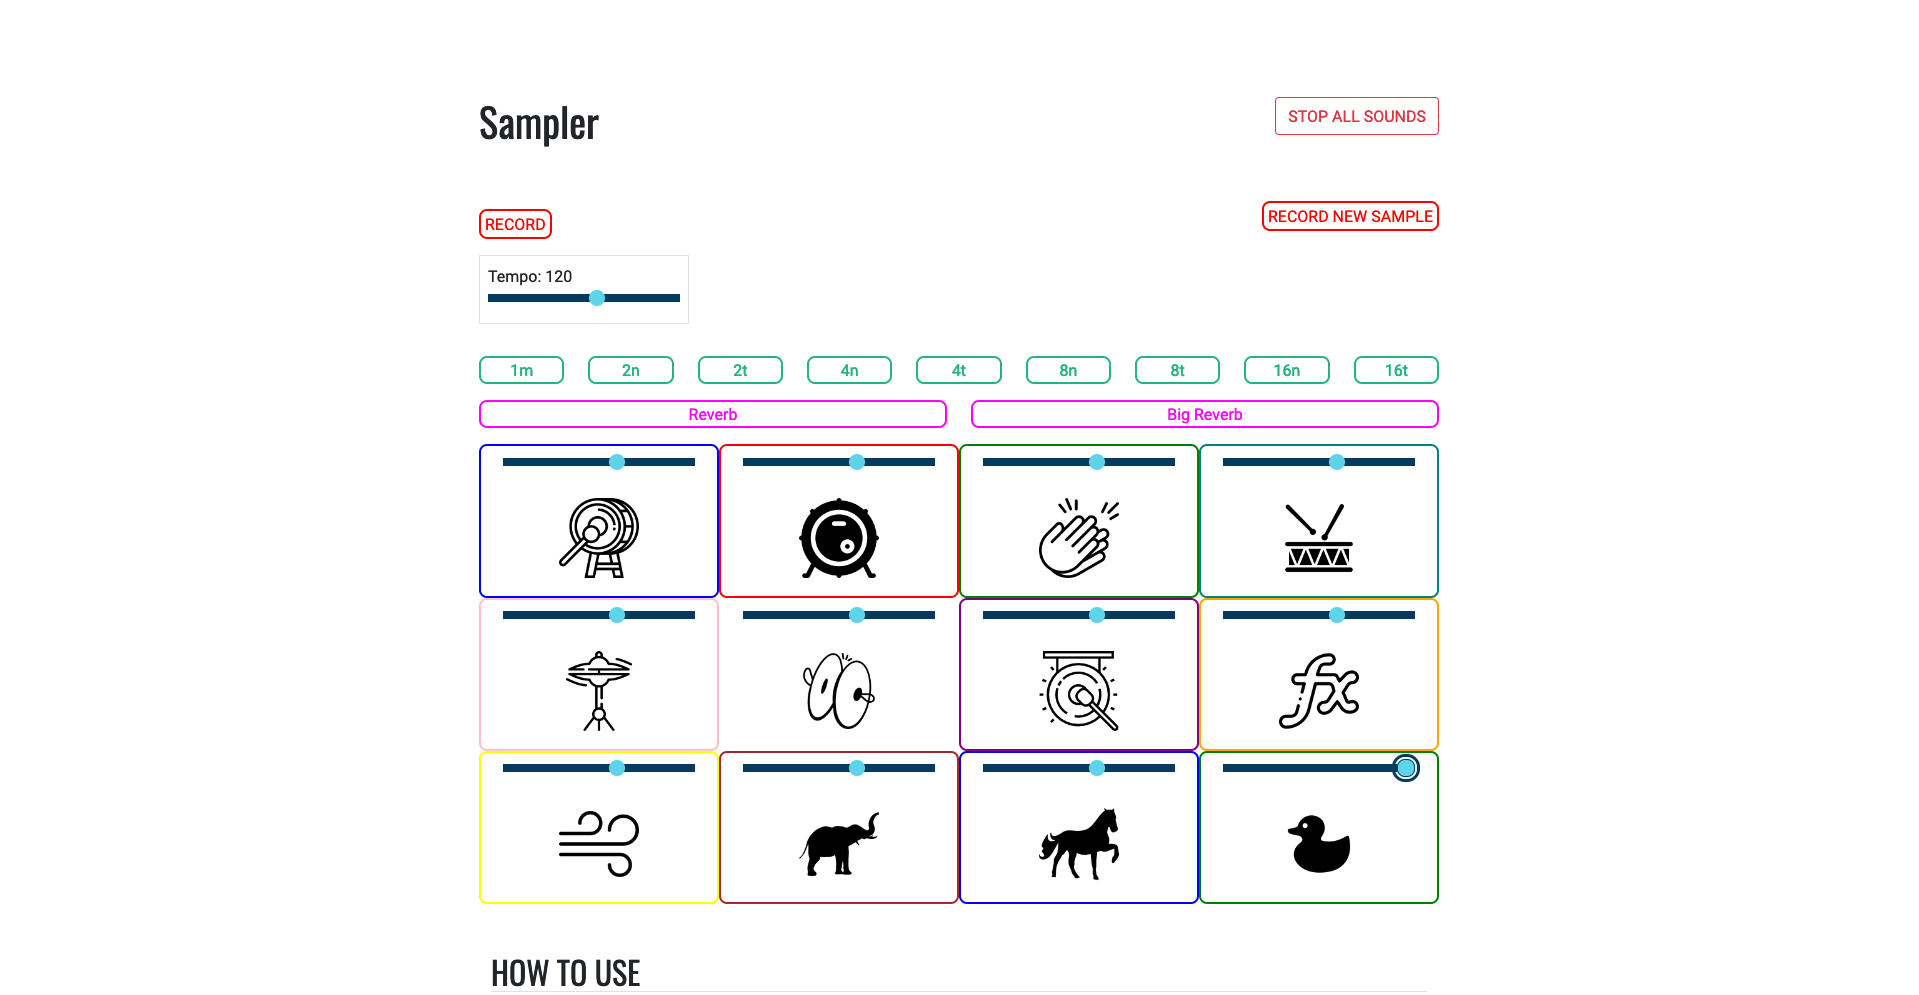 Sampler
STOP ALL SOUNDS
RECORD
RECORD NEW SAMPLE
Tempo: 120
1m 2n 2t 4n 4t 8n 8t 16n 16t
Reverb Big Reverb
fx
HOW TO USE